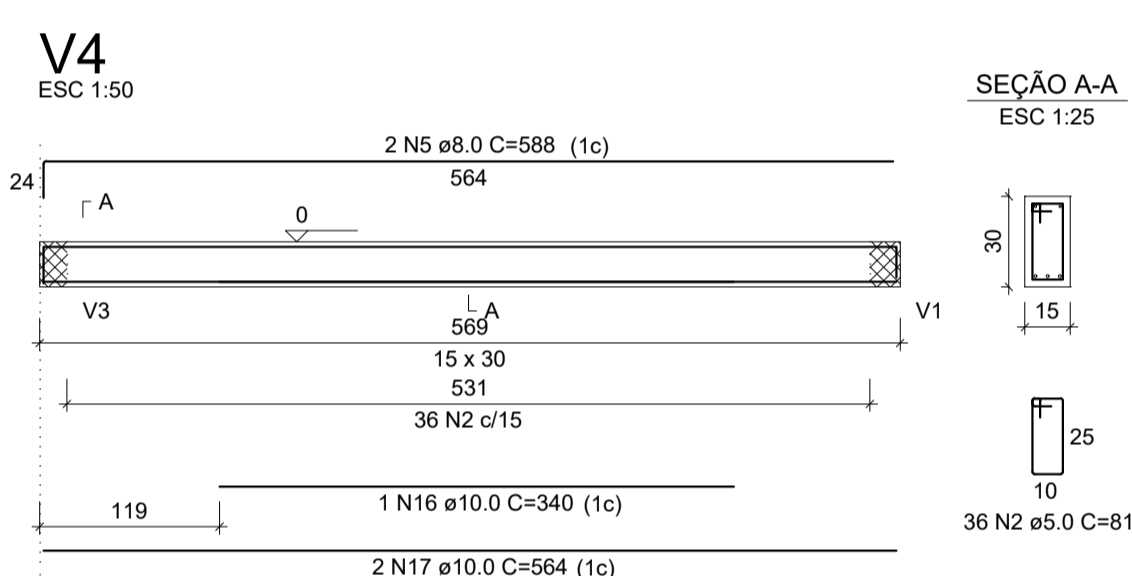 V4
ESC 1:50
SEÇÃO A-A
ESC 1:25
2 N5 ø8.0 C=588 (1c)
24
564
A
0
30
V3
A
V1
15
569
15 x 30
531
36 N2 c/15
25
10
1 N16 ø10.0 C=340 (1c)
119
36 N2 ø5.0 C=81
2 N17 ø10.0 C=564 (1c)